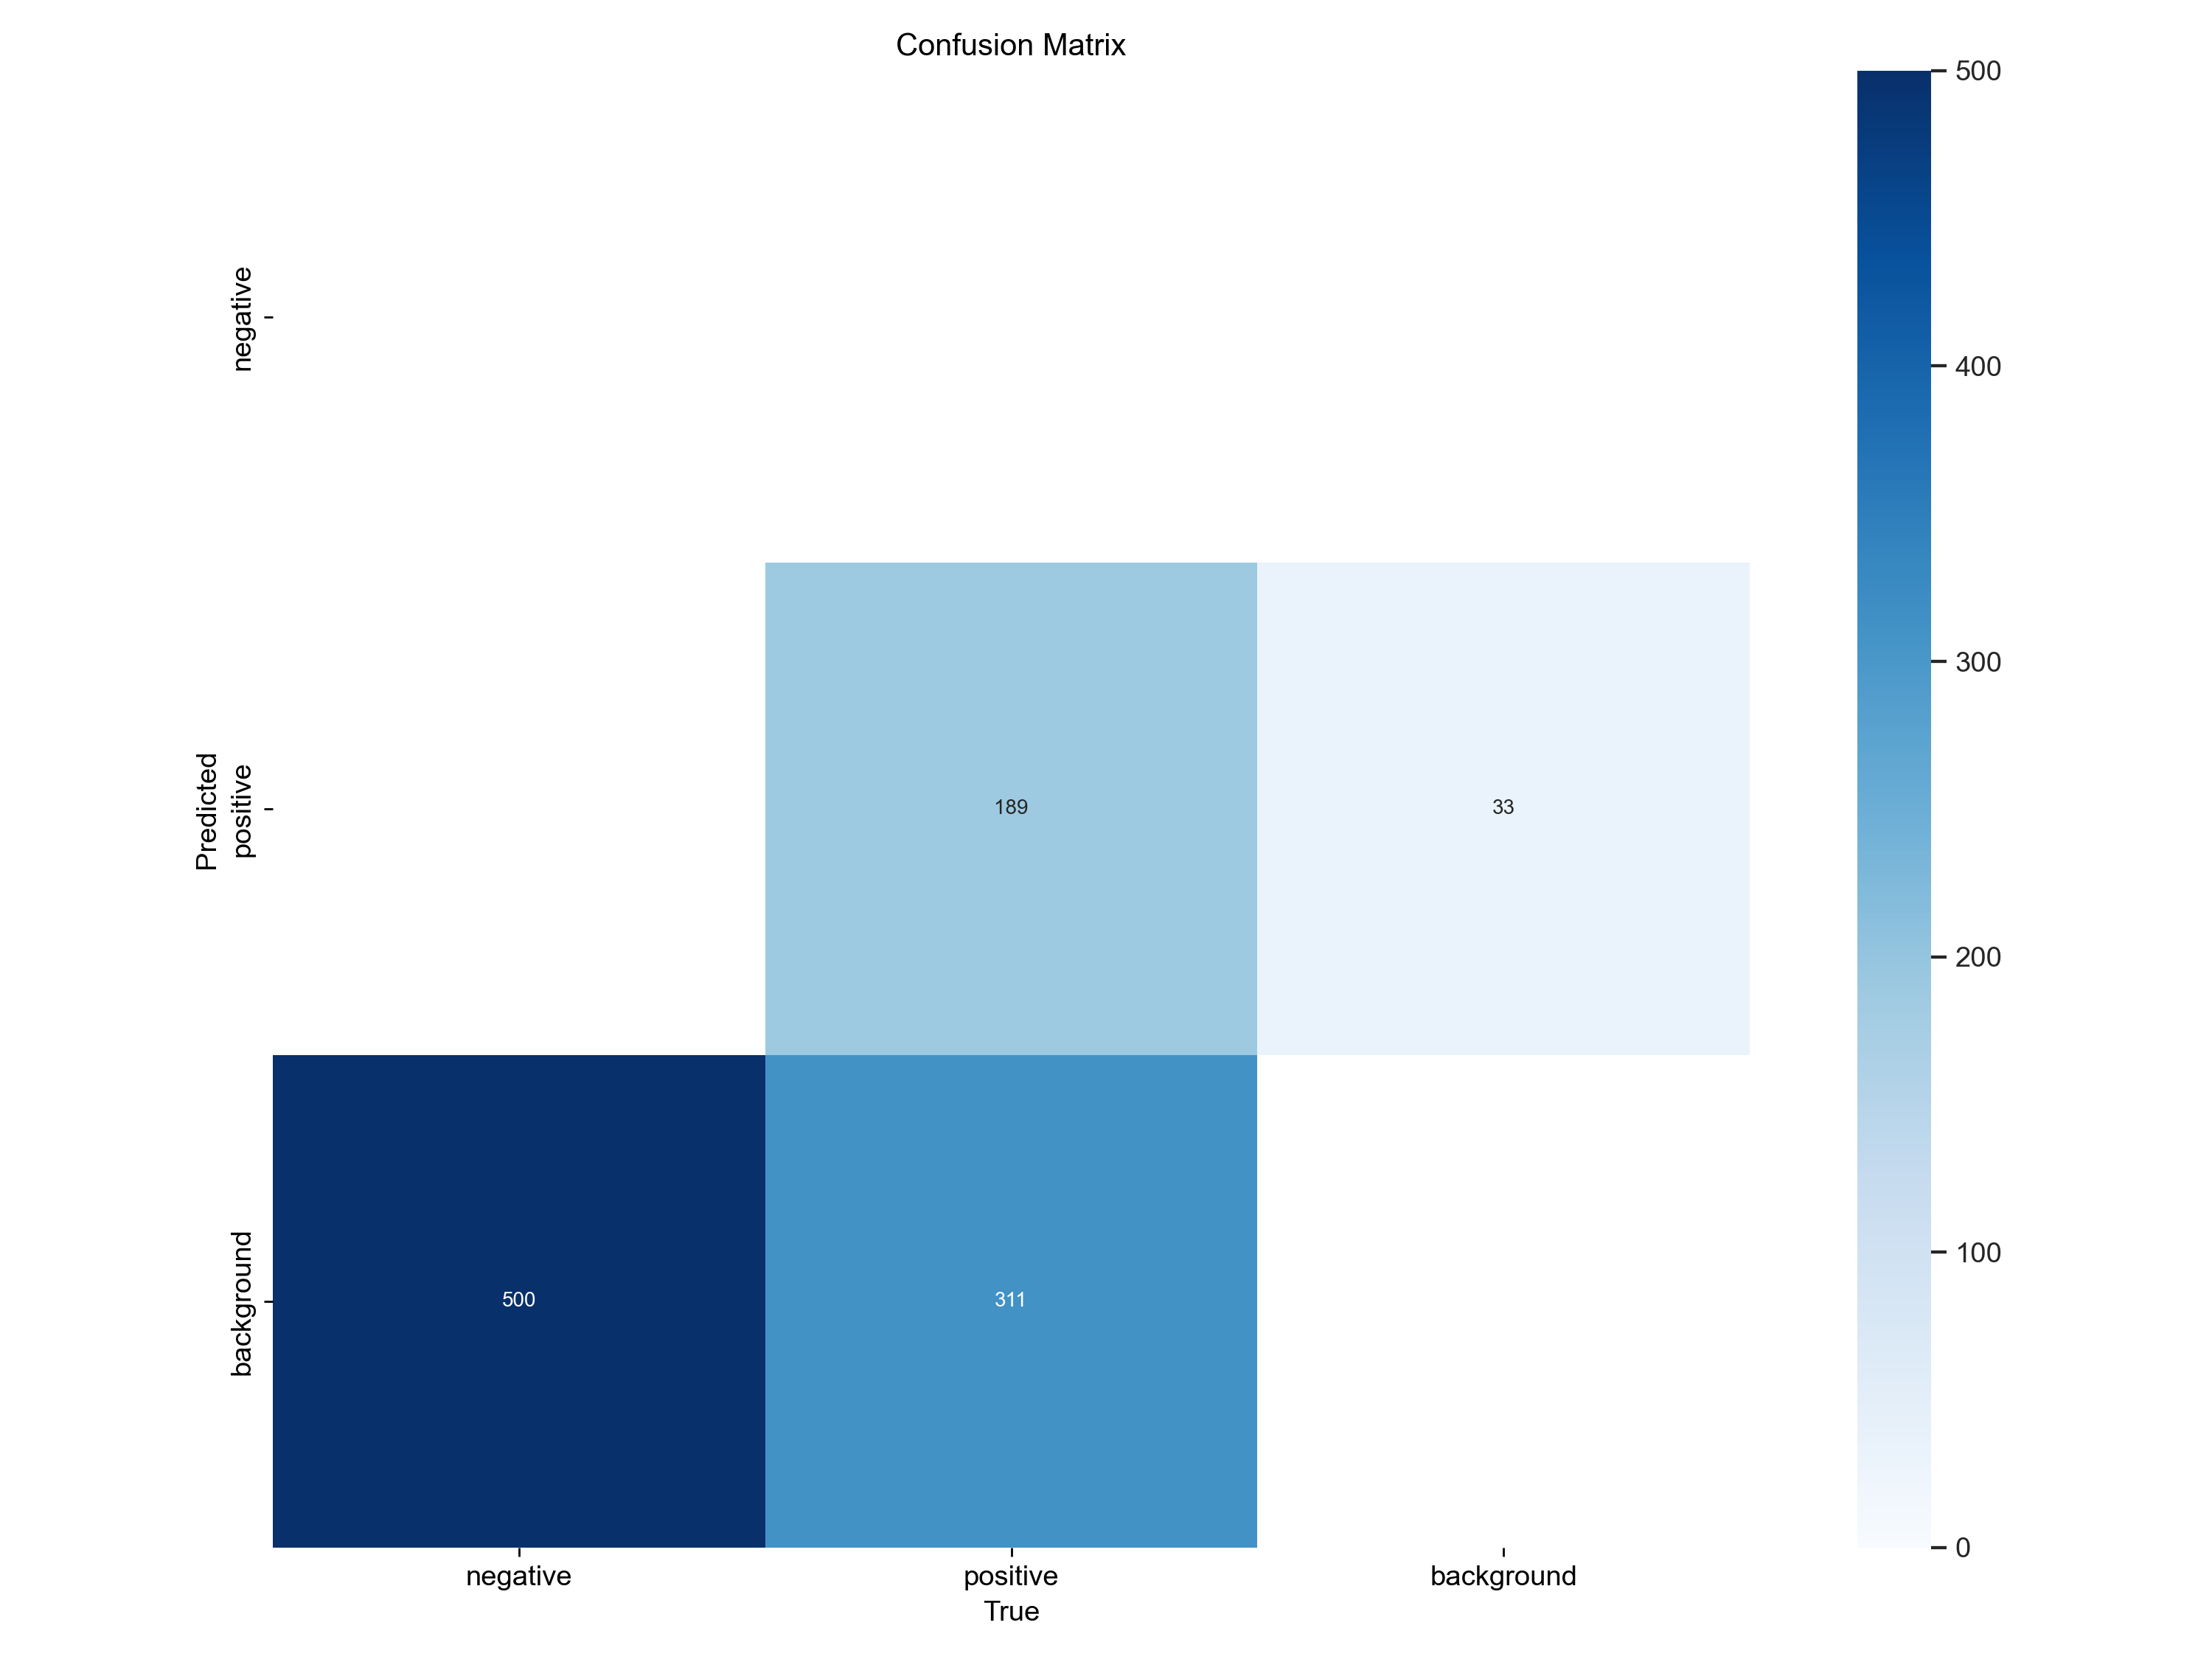 Confusion Matrix
500
400
300
200
100
0
Predicted
negative
positive
background
189
33
500
311
negative
positive
background
True